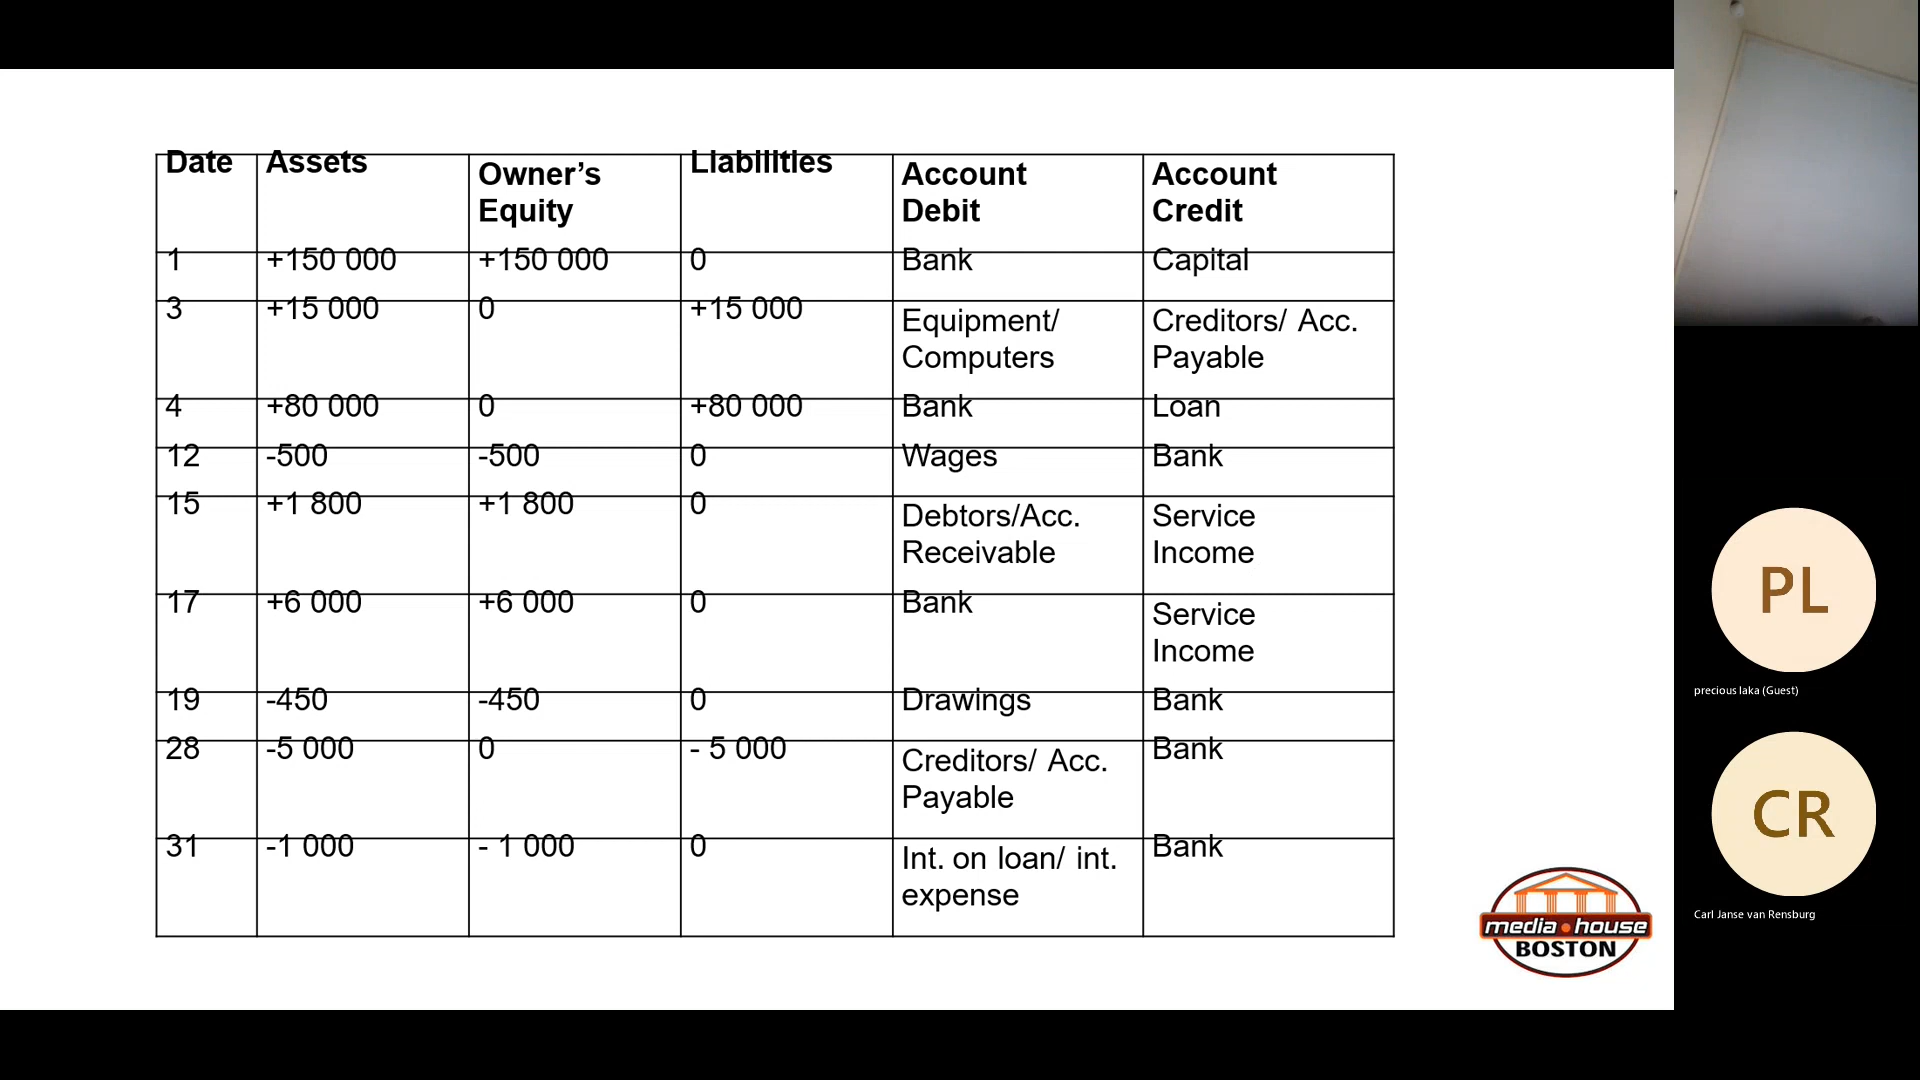 Date Assets Owner’s Equity Liabilities Account Debit Account Credit
1 +150 000 +150 000 0 Bank Capital
3 +15 000 0 +15 000 Equipment/ Computers Creditors/ Acc. Payable
4 +80 000 0 +80 000 Bank Loan
12 -500 -500 0 Wages Bank
15 +1 800 +1 800 0 Debtors/Acc. Receivable Service Income
17 +6 000 +6 000 0 Bank Service Income
19 -450 -450 0 Drawings Bank
28 -5 000 0 - 5 000 Creditors/ Acc. Payable Bank
31 -1 000 - 1 000 0 Int. on loan/ int. expense Bank
media house
BOSTON
PL
precious laka (Guest)
CR
Carl Janse van Rensburg